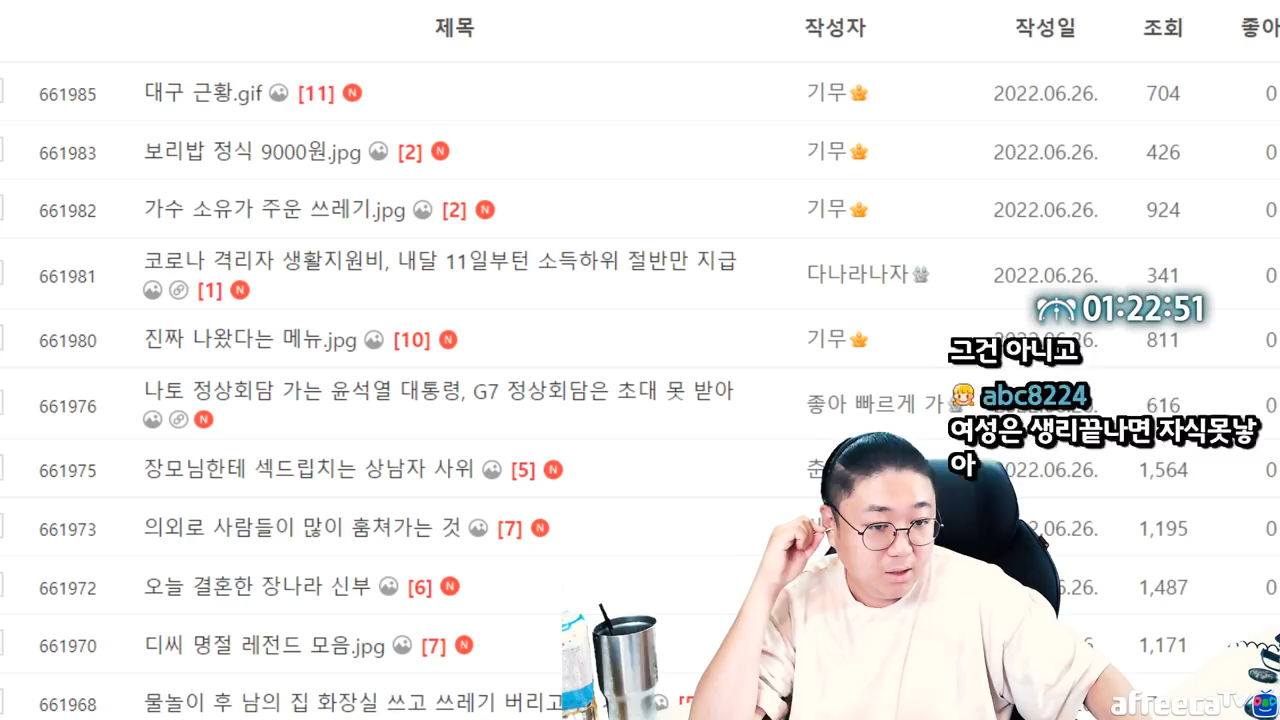 제목 작성자 작성일 조회 좋아
661985 대구 근황.gif [11] N 기무 2022.06.26. 704 0
661983 보리밥 정식 9000원.jpg [2] N 기무 2022.06.26. 426 0
661982 가수 소유가 주운 쓰레기.jpg [2] N 기무 2022.06.26. 924 0
661981 코로나 격리자 생활지원비, 내달 11일부턴 소득하위 절반만 지급
[1] N 다나라나자 2022.06.26. 341 0
01:22:51
661980 진짜 나왔다는 메뉴.jpg [10] N 기무 811 0
그건 아니고
661976 나토 정상회담 가는 윤석열 대통령, G7 정상회담은 초대 못 받아
N 좋아 빠르게 가 616 0
abc8224
여성은 생리끝나면 자식못낳
아
661975 장모님한테 섹드립치는 상남자 사위 [5] N 춘 2022.06.26. 1,564 0
661973 의외로 사람들이 많이 훔쳐가는 것 [7] N 06.26. 1,195 0
661972 오늘 결혼한 장나라 신부 [6] N 6.26. 1,487 0
661970 디씨 명절 레전드 모음.jpg [7] N 1,171
661968 물놀이 후 남의 집 화장실 쓰고 쓰레기 버리고
afreecaTV